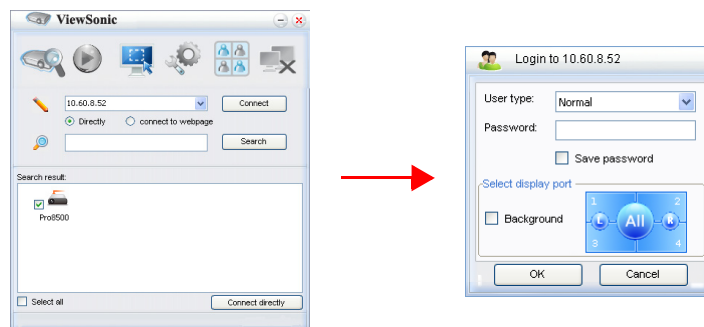 ViewSonic
10.60.8.52
Connect
Directly
connect to webpage
Search
Search result:
Pro8500
Select all
Connect directly
Login to 10.60.8.52
User type:
Normal
Password:
Save password
Select display port
Background
1
2
L
All
R
3
4
OK
Cancel